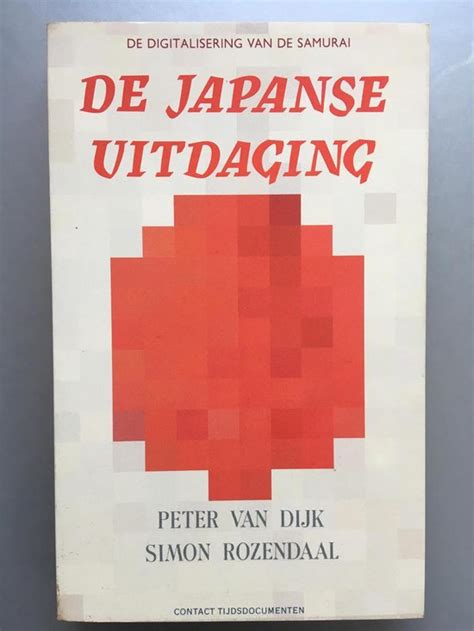 DE DIGITALISERING VAN DE SAMURAI
DE JAPANSE
UITDAGING
PETER VAN DIJK
SIMON ROZENDAAL
CONTACT TIJDSDOCUMENTEN